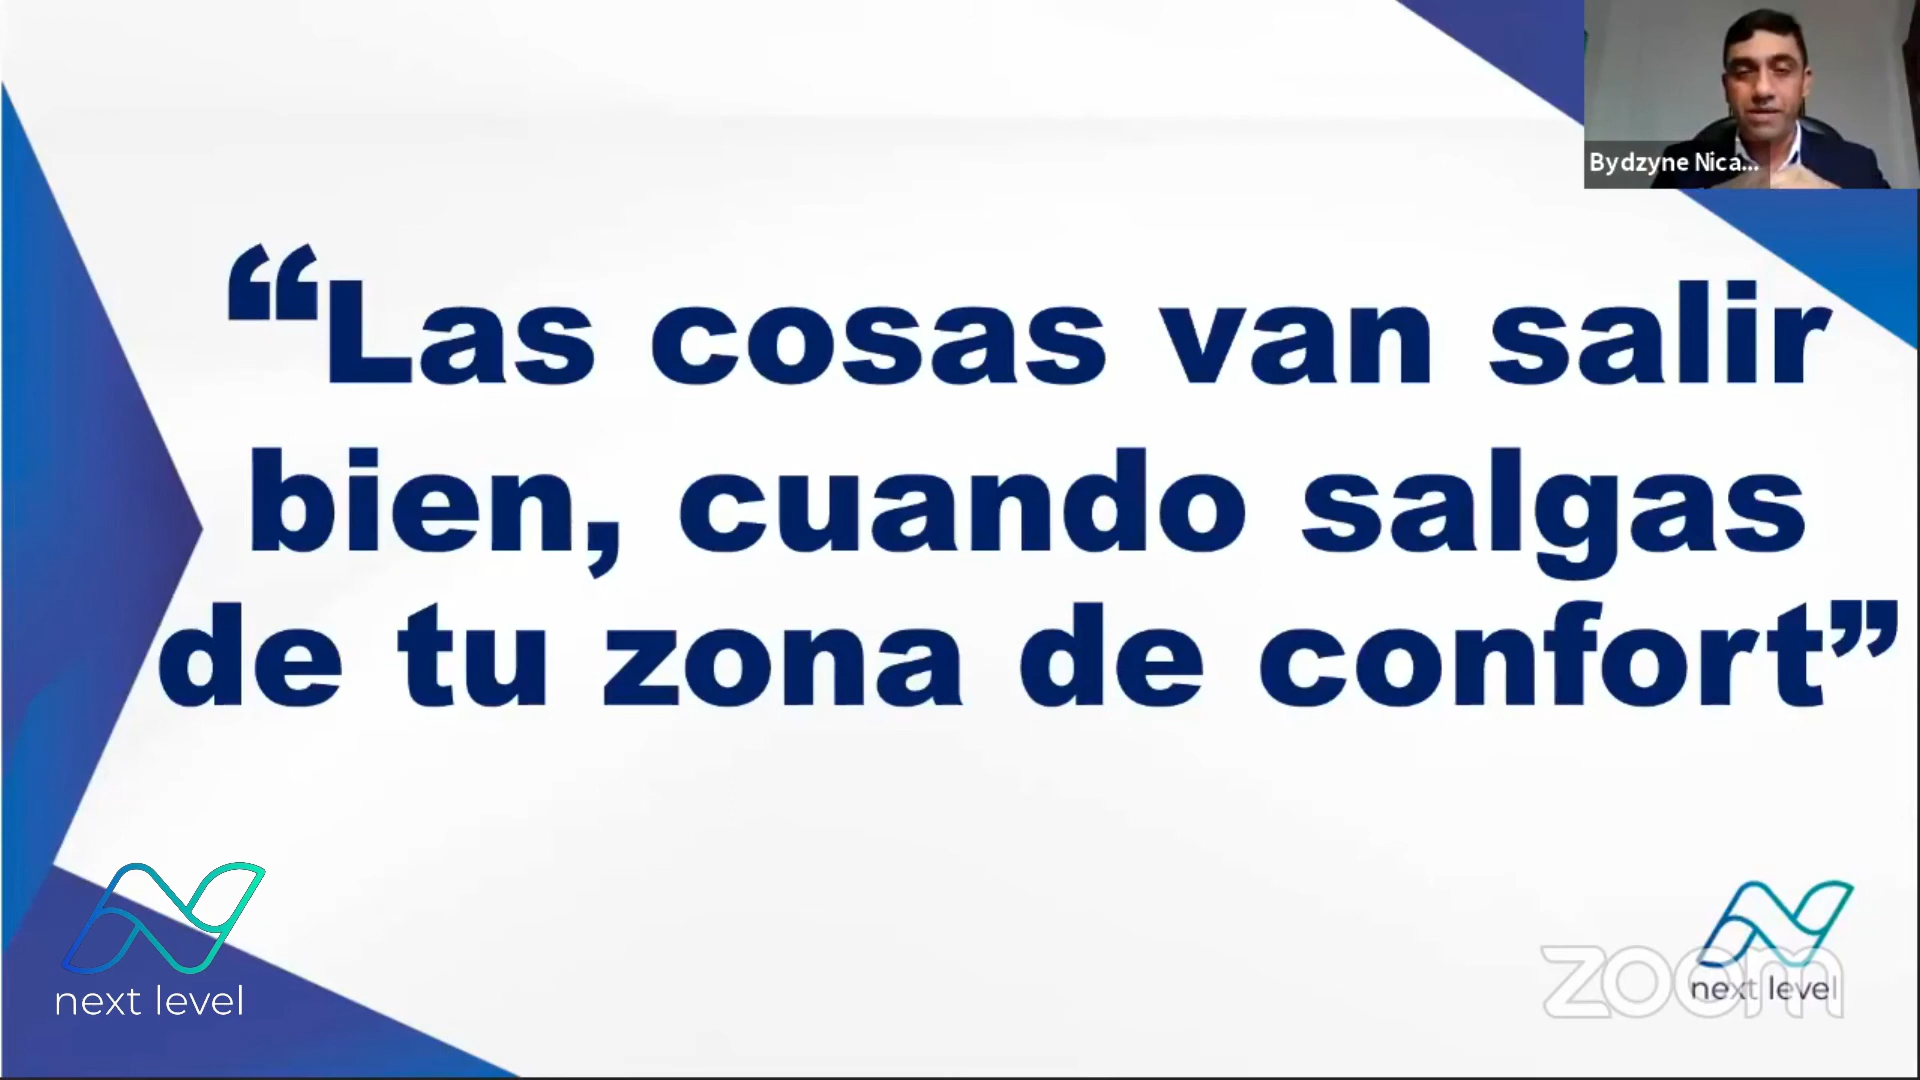 Bydzyne Nica...
“Las cosas van salir
bien, cuando salgas
de tu zona de confort”
next level
zoom
next level